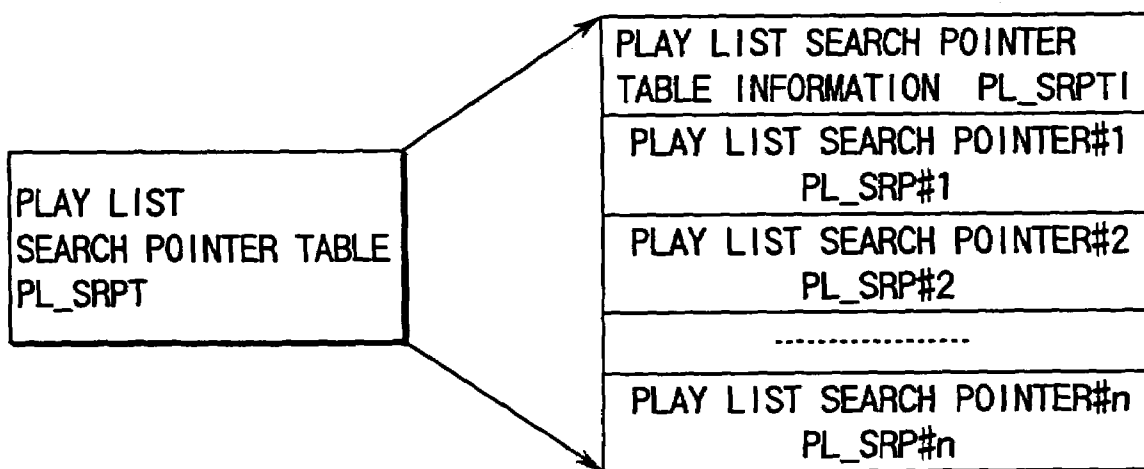 PLAY LIST
SEARCH POINTER TABLE
PL_SRPT
PLAY LIST SEARCH POINTER
TABLE INFORMATION PL_SRPTI
PLAY LIST SEARCH POINTER#1
PL_SRP#1
PLAY LIST SEARCH POINTER#2
PL_SRP#2
PLAY LIST SEARCH POINTER#n
PL_SRP#n